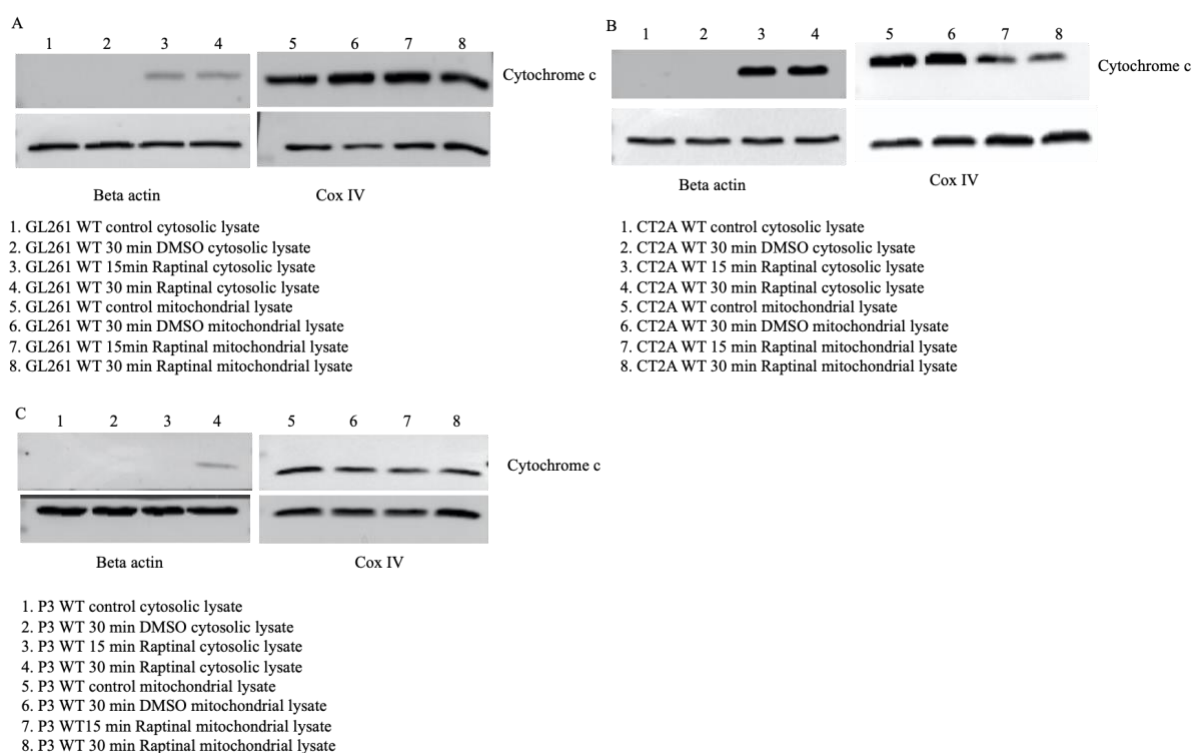 A
1 2 3 4 5 6 7 8
Cytochrome c
Beta actin Cox IV
1. GL261 WT control cytosolic lysate
2. GL261 WT 30 min DMSO cytosolic lysate
3. GL261 WT 15min Raptinal cytosolic lysate
4. GL261 WT 30 min Raptinal cytosolic lysate
5. GL261 WT control mitochondrial lysate
6. GL261 WT 30 min DMSO mitochondrial lysate
7. GL261 WT 15min Raptinal mitochondrial lysate
8. GL261 WT 30 min Raptinal mitochondrial lysate
B
1 2 3 4 5 6 7 8
Cytochrome c
Beta actin Cox IV
1. CT2A WT control cytosolic lysate
2. CT2A WT 30 min DMSO cytosolic lysate
3. CT2A WT 15 min Raptinal cytosolic lysate
4. CT2A WT 30 min Raptinal cytosolic lysate
5. CT2A WT control mitochondrial lysate
6. CT2A WT 30 min DMSO mitochondrial lysate
7. CT2A WT 15 min Raptinal mitochondrial lysate
8. CT2A WT 30 min Raptinal mitochondrial lysate
C
1 2 3 4 5 6 7 8
Cytochrome c
Beta actin Cox IV
1. P3 WT control cytosolic lysate
2. P3 WT 30 min DMSO cytosolic lysate
3. P3 WT 15 min Raptinal cytosolic lysate
4. P3 WT 30 min Raptinal cytosolic lysate
5. P3 WT control mitochondrial lysate
6. P3 WT 30 min DMSO mitochondrial lysate
7. P3 WT15 min Raptinal mitochondrial lysate
8. P3 WT 30 min Raptinal mitochondrial lysate